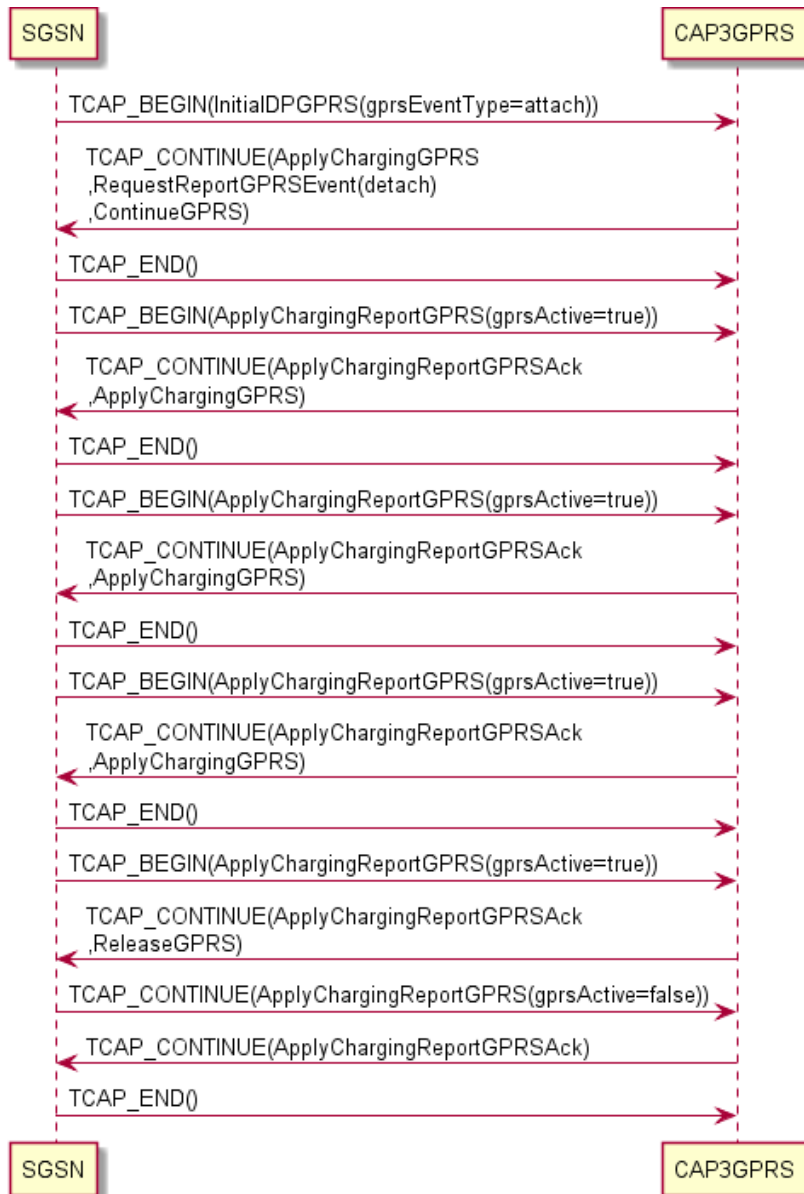 SGSN
CAP3GPRS
TCAP_BEGIN(InitialDPGPRS(gprsEventType=attach))
TCAP_CONTINUE(ApplyChargingGPRS
,RequestReportGPRSEvent(detach)
,ContinueGPRS)
TCAP_END()
TCAP_BEGIN(ApplyChargingReportGPRS(gprsActive=true))
TCAP_CONTINUE(ApplyChargingReportGPRSAck
,ApplyChargingGPRS)
TCAP_END()
TCAP_BEGIN(ApplyChargingReportGPRS(gprsActive=true))
TCAP_CONTINUE(ApplyChargingReportGPRSAck
,ApplyChargingGPRS)
TCAP_END()
TCAP_BEGIN(ApplyChargingReportGPRS(gprsActive=true))
TCAP_CONTINUE(ApplyChargingReportGPRSAck
,ApplyChargingGPRS)
TCAP_END()
TCAP_BEGIN(ApplyChargingReportGPRS(gprsActive=true))
TCAP_CONTINUE(ApplyChargingReportGPRSAck
,ReleaseGPRS)
TCAP_CONTINUE(ApplyChargingReportGPRS(gprsActive=false))
TCAP_CONTINUE(ApplyChargingReportGPRSAck)
TCAP_END()
SGSN
CAP3GPRS